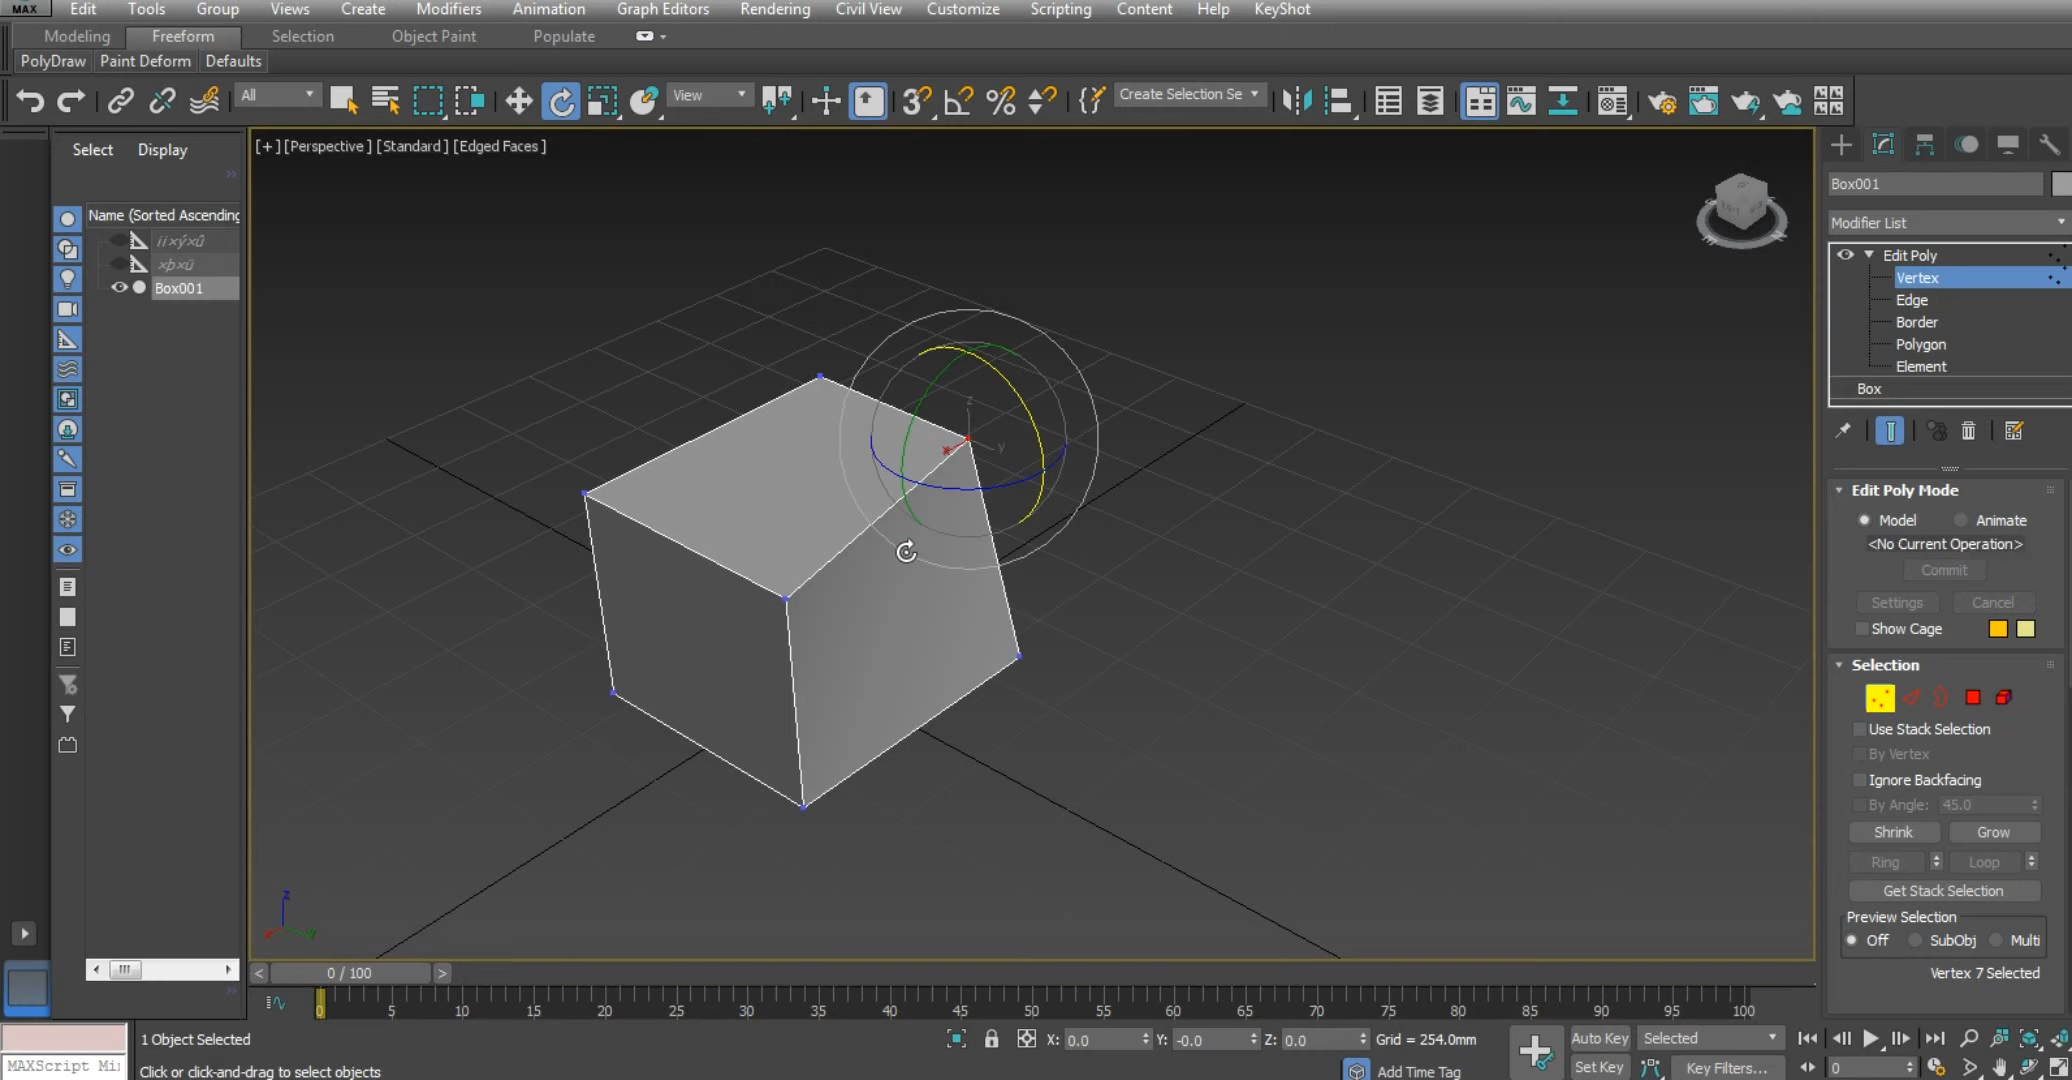 MAX Edit Tools Group Views Create Modifiers Animation Graph Editors Rendering Civil View Customize Scripting Content Help KeyShot
Modeling Freeform Selection Object Paint Populate
PolyDraw Paint Deform Defaults
All View Create Selection Se
Select Display
[+][Perspective][Standard][Edged Faces]
Box001
Name (Sorted Ascending
Modifier List
Box001
Edit Poly
Vertex
Edge
Border
Polygon
Element
Box
z
x
y
Edit Poly Mode
Model Animate
<No Current Operation>
Commit
Settings Cancel
Show Cage
Selection
Use Stack Selection
By Vertex
Ignore Backfacing
By Angle: 45.0
Shrink Grow
Ring Loop
Get Stack Selection
Preview Selection
Off SubObj Multi
Vertex 7 Selected
z
x y
< 0 / 100 >
0 5 10 15 20 25 30 35 40 45 50 55 60 65 70 75 80 85 90 95 100
1 Object Selected X: 0.0 Y: -0.0 Z: 0.0 Grid = 254.0mm Auto Key Selected
MAXScript Mi Click or click-and-drag to select objects Add Time Tag Set Key Key Filters... 0